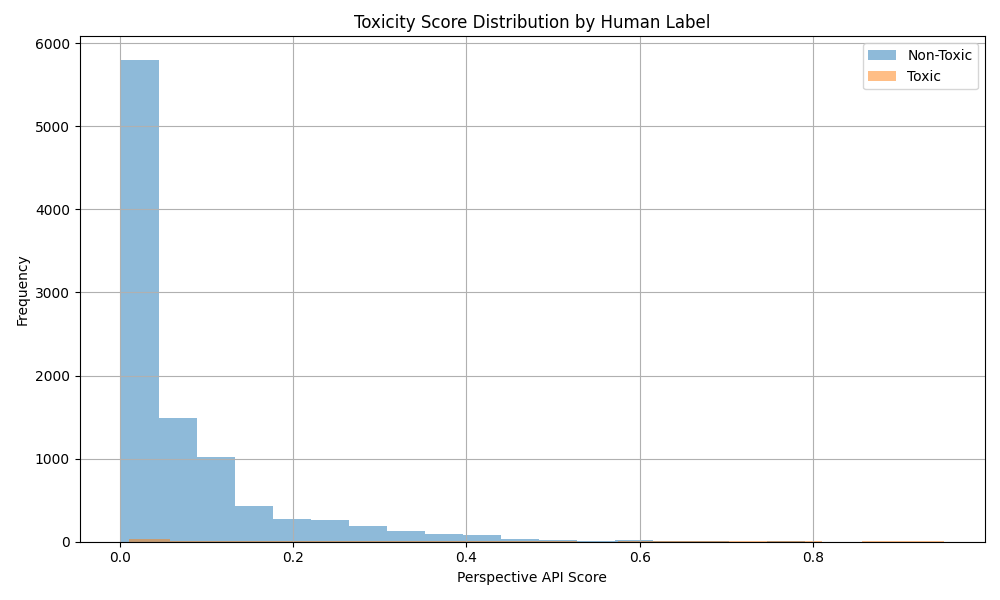 Toxicity Score Distribution by Human Label
Non-Toxic
Toxic
6000
5000
4000
3000
2000
1000
0
Frequency
0.0 0.2 0.4 0.6 0.8
Perspective API Score